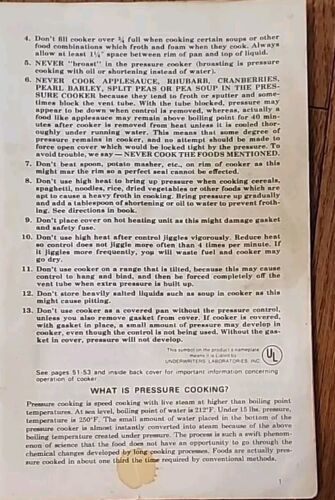 4. Don't fill cooker over ¾ full when cooking certain soups or other
food combinations which froth and foam when they cook. Always
allow at least 1½" space between rim of pan and top of liquid.
5. NEVER "broast" in the pressure cooker (broasting is pressure
cooking with oil or shortening instead of water).
6. NEVER COOK APPLESAUCE, RHUBARB, CRANBERRIES,
PEARL BARLEY, SPLIT PEAS OR PEA SOUP IN THE PRES-
SURE COOKER because they tend to froth or sputter and some-
times block the vent tube. With the tube blocked, pressure may
appear to be down when control is removed, whereas, actually a
food like applesauce may remain above boiling point for 40 min-
utes after cooker is removed from heat unless it is cooled thor-
oughly under running water. This means that some degree of
pressure remains in cooker, and no attempt should be made to
force open cover which would be locked tight by the pressure. To
avoid trouble, we say — NEVER COOK THE FOODS MENTIONED.
7. Don't beat spoon, potato masher, etc., on rim of cooker as this
might mar the rim so a perfect seal cannot be effected.
8. Don't use high heat to bring up pressure when cooking cereals,
spaghetti, noodles, rice, dried vegetables or other foods which are
apt to cause a heavy froth in cooking. Bring pressure up gradually
and add a tablespoon of shortening or oil to water to prevent froth-
ing. See directions in book.
9. Don't place cover on hot heating unit as this might damage gasket
and safety fuse.
10. Don't use high heat after control jiggles vigorously. Reduce heat
so control does not jiggle more often than 4 times per minute. If
it jiggles more frequently, you will waste fuel and cooker may
go dry.
11. Don't use cooker on a range that is tilted, because this may cause
control to hang and bind, and then be forced completely off the
vent tube when extra pressure is built up.
12. Don't store heavily salted liquids such as soup in cooker as this
might cause pitting.
13. Don't use cooker as a covered pan without the pressure control,
unless you also remove gasket from cover. If cooker is covered,
with gasket in place, a small amount of pressure may develop in
cooker, even though the control is not being used. Without the gas-
ket in cover, pressure will not develop.
This symbol on the product's nameplate
means it is Listed by
UNDERWRITERS' LABORATORIES, INC.
UL
See pages 51-53 and inside back cover for important information concerning
operation of cooker.
WHAT IS PRESSURE COOKING?
Pressure cooking is speed cooking with live steam at higher than boiling point
temperatures. At sea level, boiling point of water is 212°F. Under 15 lbs. pressure,
temperature is 250°F. The small amount of water placed in the bottom of the
pressure cooker is almost instantly converted into steam because of the above
boiling temperature created under pressure. The process is such a swift phenom-
enon of science that the food does not have an opportunity to go through the
chemical changes developed by long cooking processes. Foods are actually pres-
sure cooked in about one third the time required by conventional methods.
1